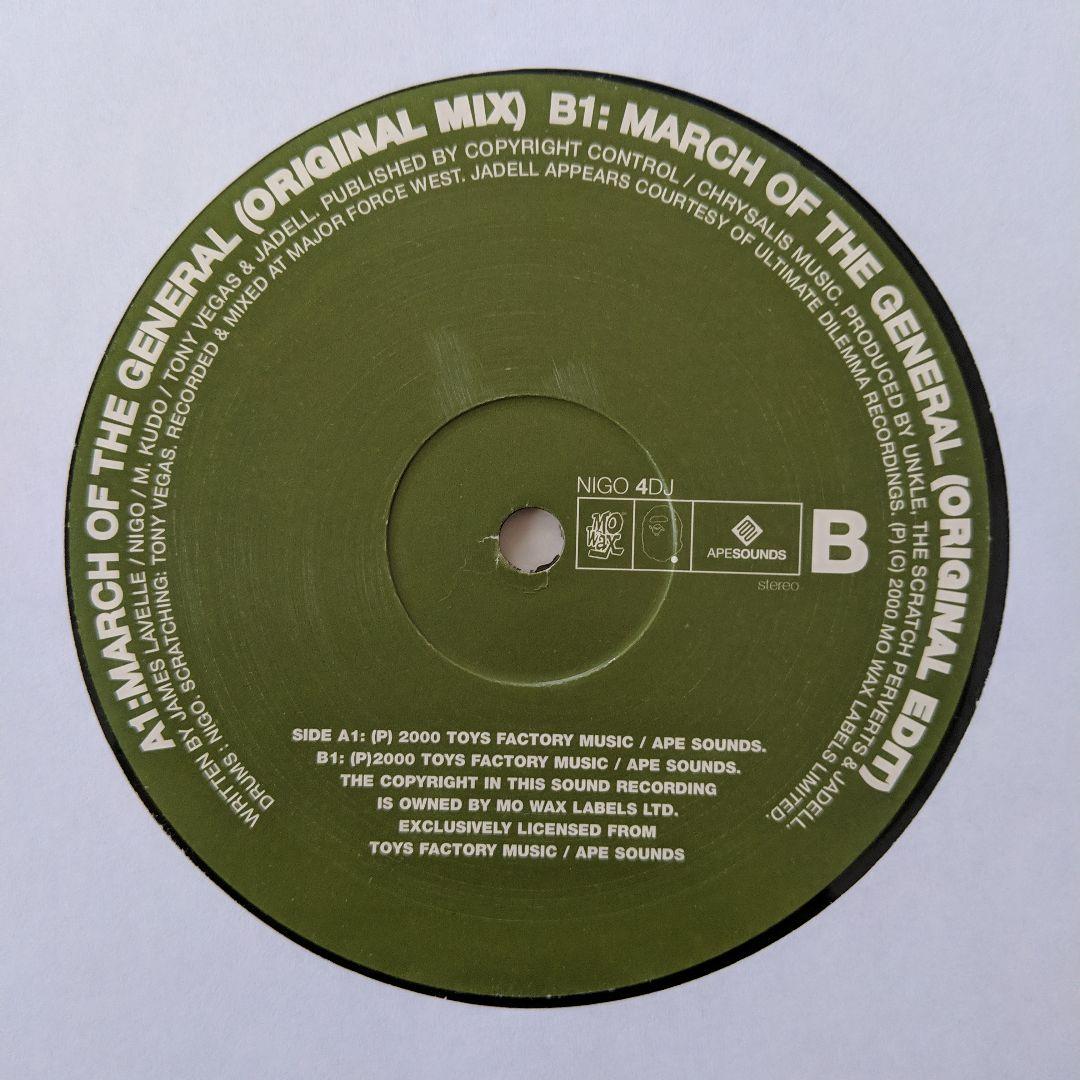 A1:MARCH OF THE GENERAL (ORIGINAL MIX) B1: MARCH OF THE GENERAL (ORIGINAL EDIT)
WRITTEN BY JAMES LAVELLE / NIGO / M. KUDO / TONY VEGAS & JADELL. PUBLISHED BY COPYRIGHT CONTROL / CHRYSALIS MUSIC. PRODUCED BY UNKLE, THE SCRATCH PERVERTS & JADELL.
DRUMS: NIGO. SCRATCHING: TONY VEGAS. RECORDED & MIXED AT MAJOR FORCE WEST. JADELL APPEARS COURTESY OF ULTIMATE DILEMMA RECORDINGS. (P) (C) 2000 MO WAX LABELS LIMITED.
NIGO 4DJ
MO
WAX
APESOUNDS
B
stereo
SIDE A1: (P) 2000 TOYS FACTORY MUSIC / APE SOUNDS.
B1: (P)2000 TOYS FACTORY MUSIC / APE SOUNDS.
THE COPYRIGHT IN THIS SOUND RECORDING
IS OWNED BY MO WAX LABELS LTD.
EXCLUSIVELY LICENSED FROM
TOYS FACTORY MUSIC / APE SOUNDS